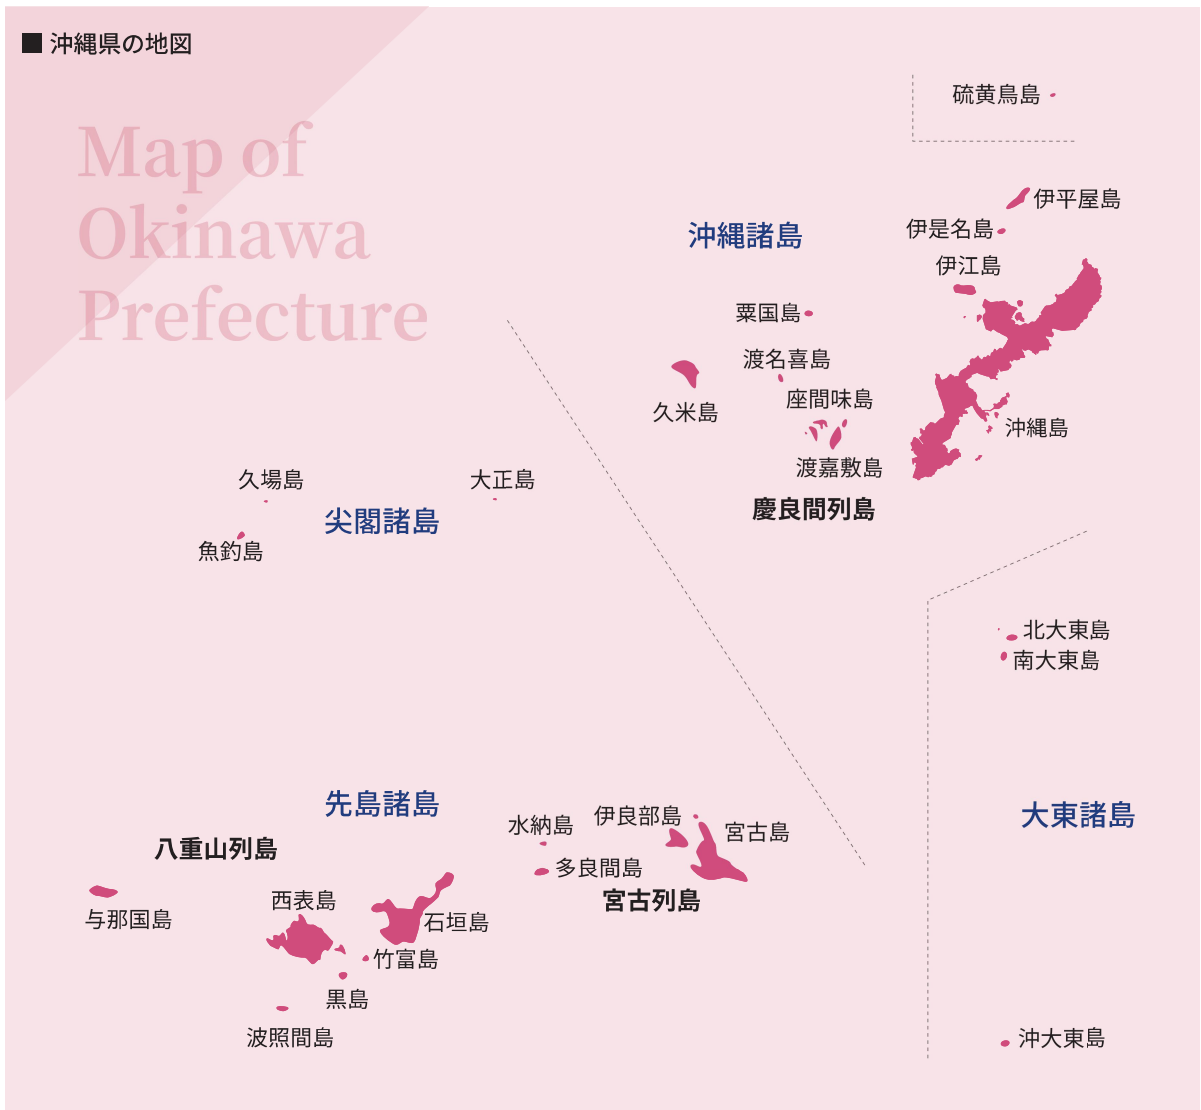 ■ 沖縄県の地図
Map of
Okinawa
Prefecture
硫黄鳥島
伊平屋島
伊是名島
沖縄諸島
伊江島
粟国島
渡名喜島
座間味島
久米島
沖縄島
渡嘉敷島
慶良間列島
久場島
大正島
尖閣諸島
魚釣島
北大東島
南大東島
先島諸島
大東諸島
水納島
伊良部島
宮古島
八重山列島
多良間島
宮古列島
与那国島
西表島
石垣島
竹富島
黒島
波照間島
沖大東島